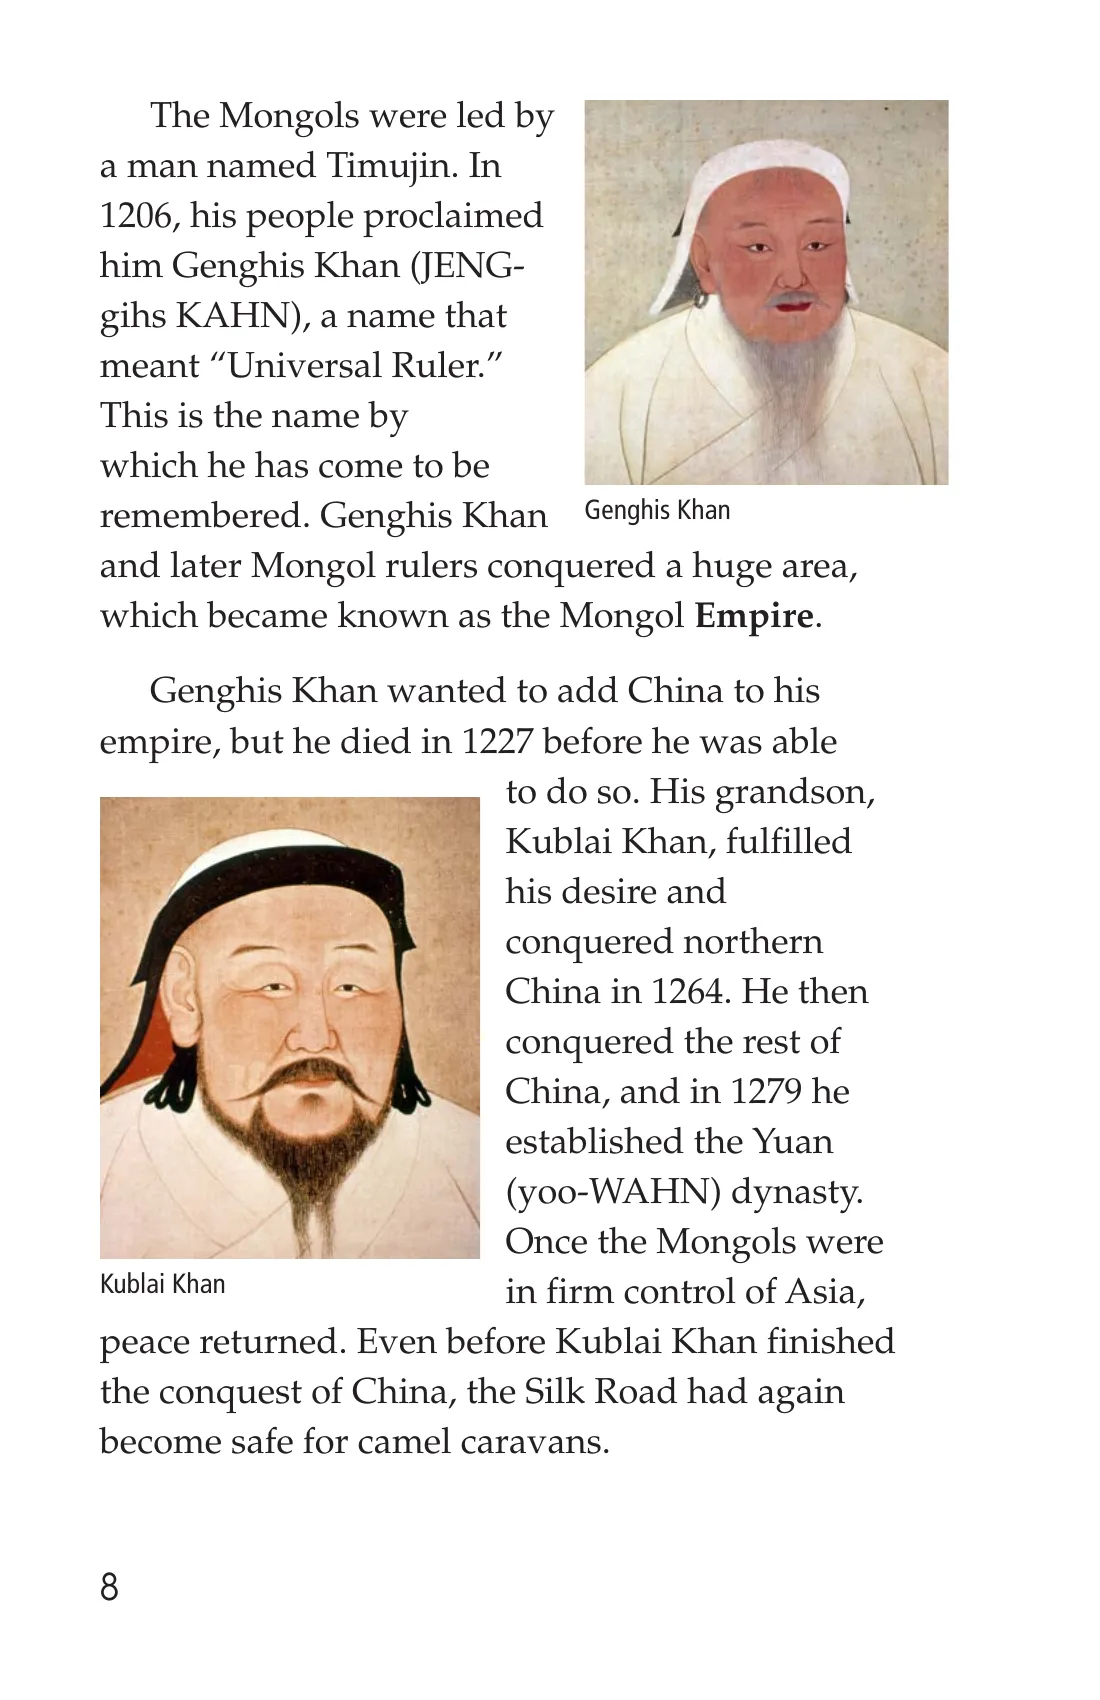 The Mongols were led by
a man named Timujin. In
1206, his people proclaimed
him Genghis Khan (JENG-
gihs KAHN), a name that
meant “Universal Ruler.”
This is the name by
which he has come to be
remembered. Genghis Khan
and later Mongol rulers conquered a huge area,
which became known as the Mongol Empire.
Genghis Khan
Genghis Khan wanted to add China to his
empire, but he died in 1227 before he was able
to do so. His grandson,
Kublai Khan, fulfilled
his desire and
conquered northern
China in 1264. He then
conquered the rest of
China, and in 1279 he
established the Yuan
(yoo-WAHN) dynasty.
Once the Mongols were
in firm control of Asia,
peace returned. Even before Kublai Khan finished
the conquest of China, the Silk Road had again
become safe for camel caravans.
Kublai Khan
8